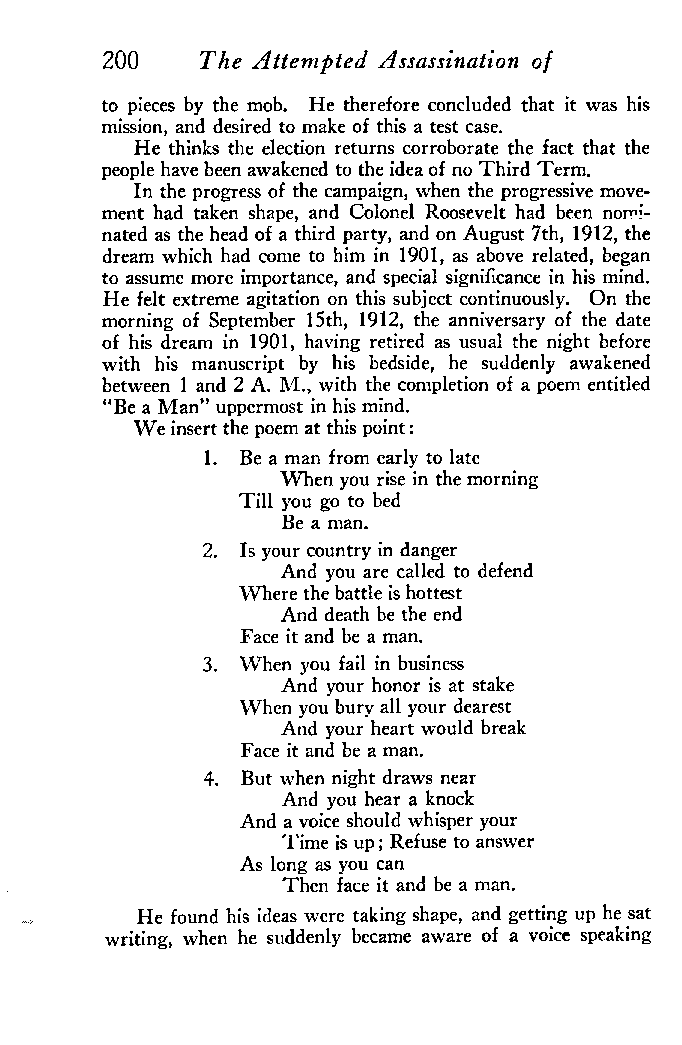 200 The Attempted Assassination of
to pieces by the mob. He therefore concluded that it was his
mission, and desired to make of this a test case.
He thinks the election returns corroborate the fact that the
people have been awakened to the idea of no Third Term.
In the progress of the campaign, when the progressive move-
ment had taken shape, and Colonel Roosevelt had been nomi-
nated as the head of a third party, and on August 7th, 1912, the
dream which had come to him in 1901, as above related, began
to assume more importance, and special significance in his mind.
He felt extreme agitation on this subject continuously. On the
morning of September 15th, 1912, the anniversary of the date
of his dream in 1901, having retired as usual the night before
with his manuscript by his bedside, he suddenly awakened
between 1 and 2 A. M., with the completion of a poem entitled
"Be a Man" uppermost in his mind.
We insert the poem at this point:
1. Be a man from early to late
When you rise in the morning
Till you go to bed
Be a man.
2. Is your country in danger
And you are called to defend
Where the battle is hottest
And death be the end
Face it and be a man.
3. When you fail in business
And your honor is at stake
When you bury all your dearest
And your heart would break
Face it and be a man.
4. But when night draws near
And you hear a knock
And a voice should whisper your
Time is up; Refuse to answer
As long as you can
Then face it and be a man.
He found his ideas were taking shape, and getting up he sat
writing, when he suddenly became aware of a voice speaking